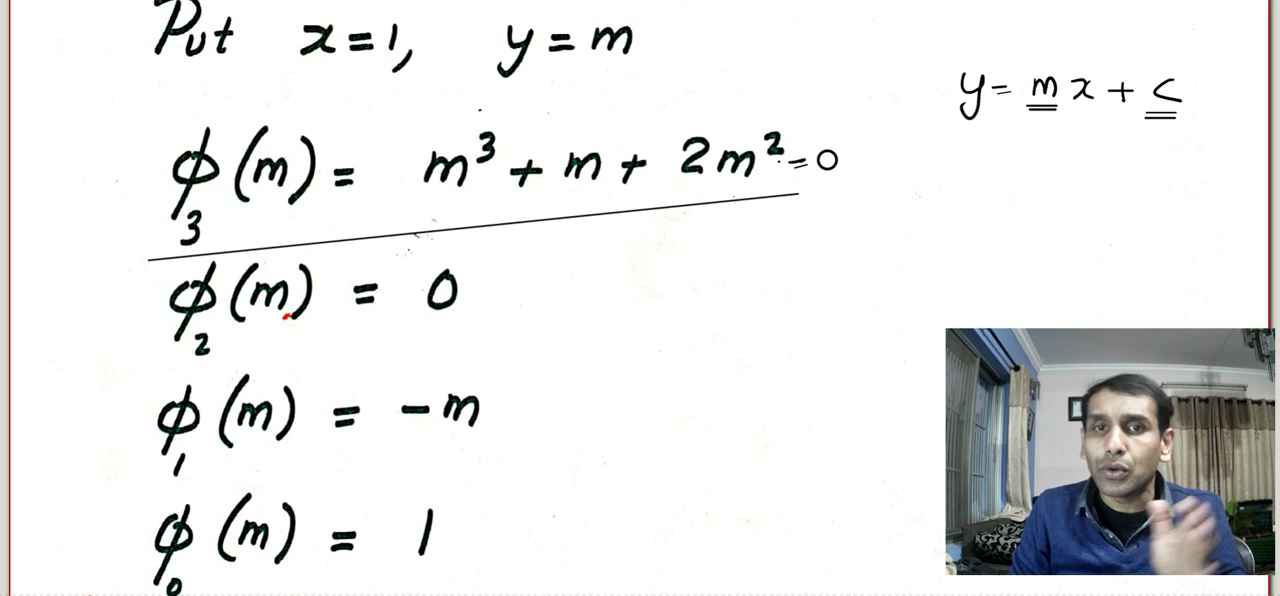 Put x=1, y=m
y= mx + c
ϕ₃(m) = m³ + m + 2m² = 0
ϕ₂(m) = 0
ϕ₁(m) = -m
ϕ₀(m) = 1